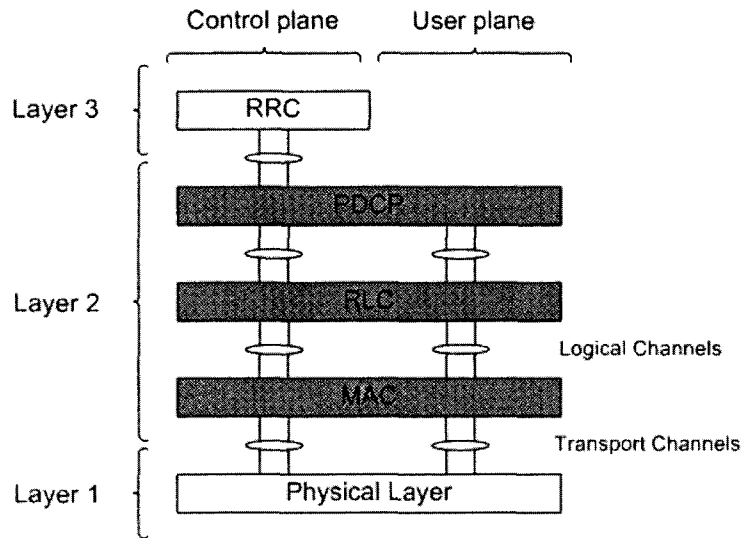 Control plane
User plane
Layer 3
RRC
PDCP
Layer 2
RLC
Logical Channels
MAC
Transport Channels
Layer 1
Physical Layer